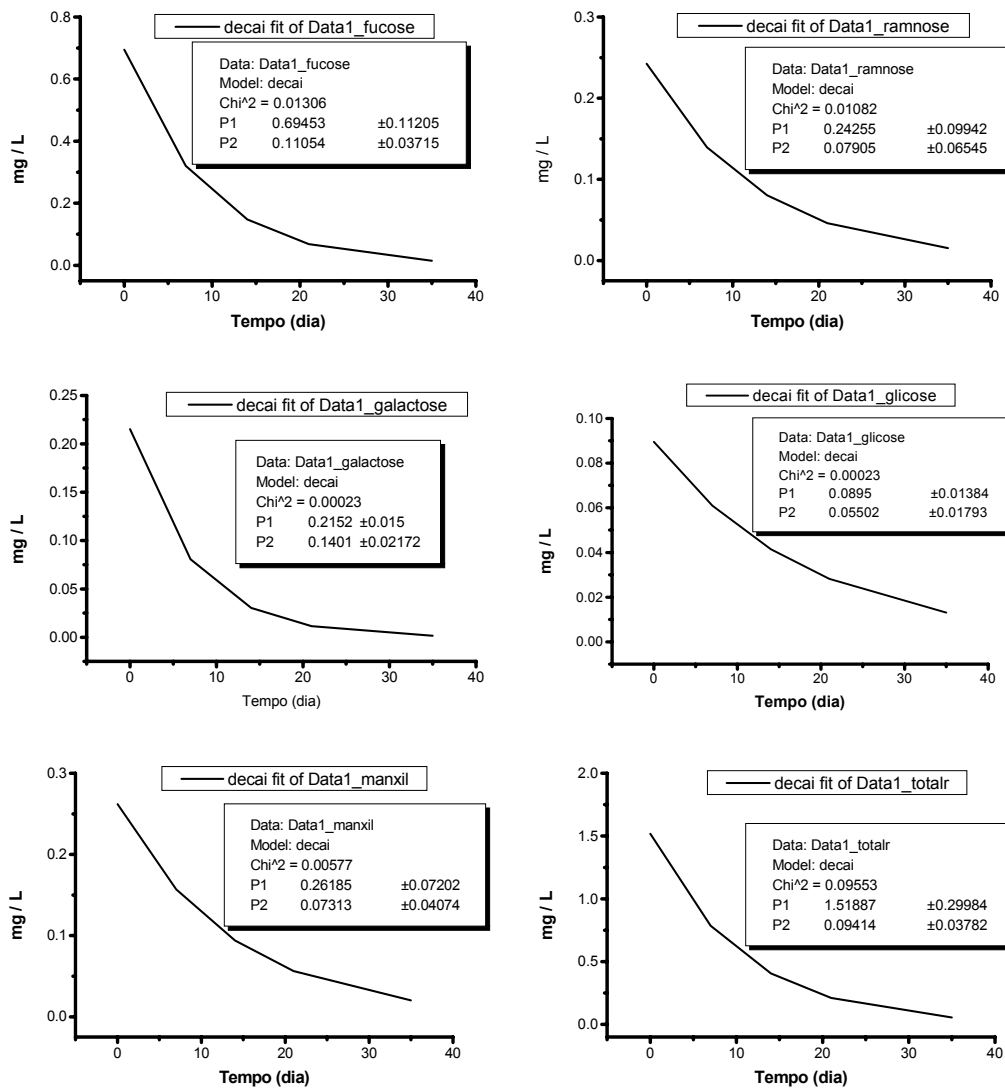 decai fit of Data1_fucose
Data: Data1_fucose
Model: decai
Chi^2 = 0.01306
P1 0.69453 ±0.11205
P2 0.11054 ±0.03715
0.8
0.6
0.4
0.2
0.0
mg / L
0 10 20 30 40
Tempo (dia)
decai fit of Data1_ramnose
Data: Data1_ramnose
Model: decai
Chi^2 = 0.01082
P1 0.24255 ±0.09942
P2 0.07905 ±0.06545
0.3
0.2
0.1
0.0
mg / L
0 10 20 30 40
Tempo (dia)
decai fit of Data1_galactose
Data: Data1_galactose
Model: decai
Chi^2 = 0.00023
P1 0.2152 ±0.015
P2 0.1401 ±0.02172
0.25
0.20
0.15
0.10
0.05
0.00
mg / L
0 10 20 30 40
Tempo (dia)
decai fit of Data1_glicose
Data: Data1_glicose
Model: decai
Chi^2 = 0.00023
P1 0.0895 ±0.01384
P2 0.05502 ±0.01793
0.10
0.08
0.06
0.04
0.02
0.00
mg / L
0 10 20 30 40
Tempo (dia)
decai fit of Data1_manxil
Data: Data1_manxil
Model: decai
Chi^2 = 0.00577
P1 0.26185 ±0.07202
P2 0.07313 ±0.04074
0.3
0.2
0.1
0.0
mg / L
0 10 20 30 40
Tempo (dia)
decai fit of Data1_totalr
Data: Data1_totalr
Model: decai
Chi^2 = 0.09553
P1 1.51887 ±0.29984
P2 0.09414 ±0.03782
2.0
1.5
1.0
0.5
0.0
mg / L
0 10 20 30 40
Tempo (dia)